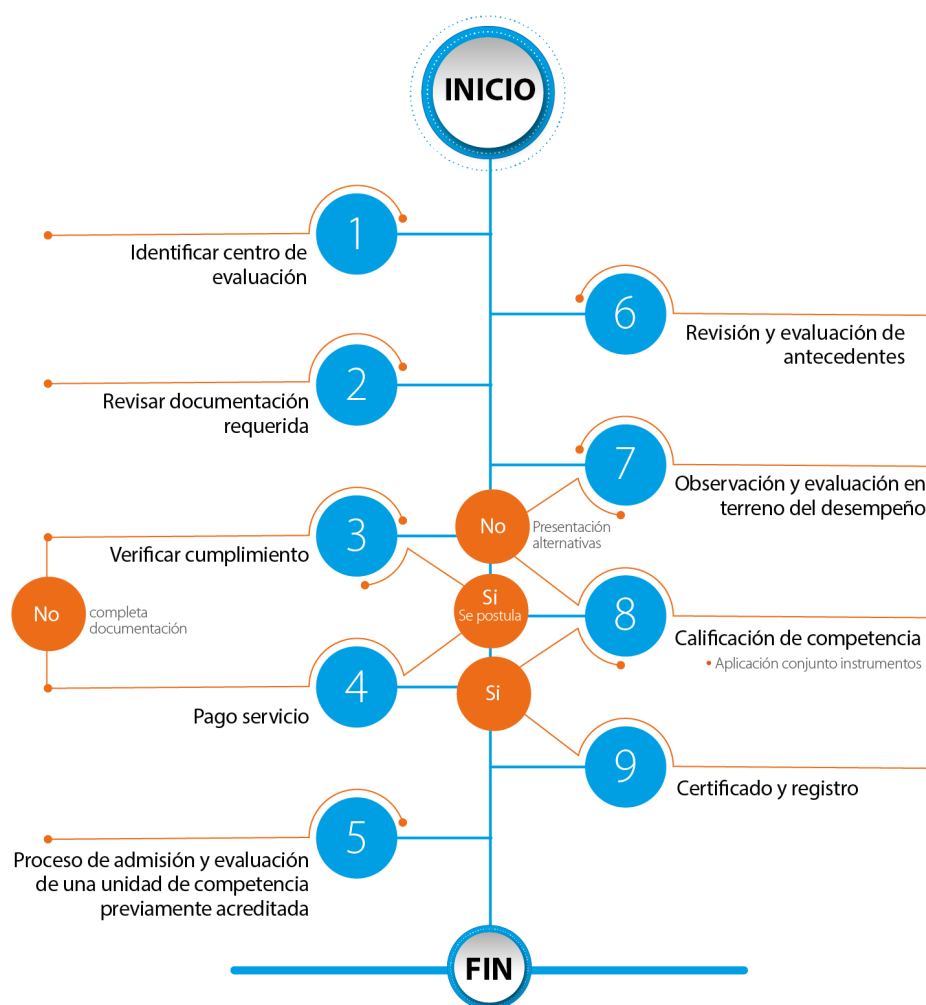 INICIO
1
Identificar centro de
evaluación
2
Revisar documentación
requerida
3
Verificar cumplimiento
No
completa
documentación
Si
Se postula
4
Pago servicio
5
Proceso de admisión y evaluación
de una unidad de competencia
previamente acreditada
6
Revisión y evaluación de
antecedentes
7
Observación y evaluación en
terreno del desempeño
No
Presentación
alternativas
8
Calificación de competencia
• Aplicación conjunto instrumentos
Si
9
Certificado y registro
FIN